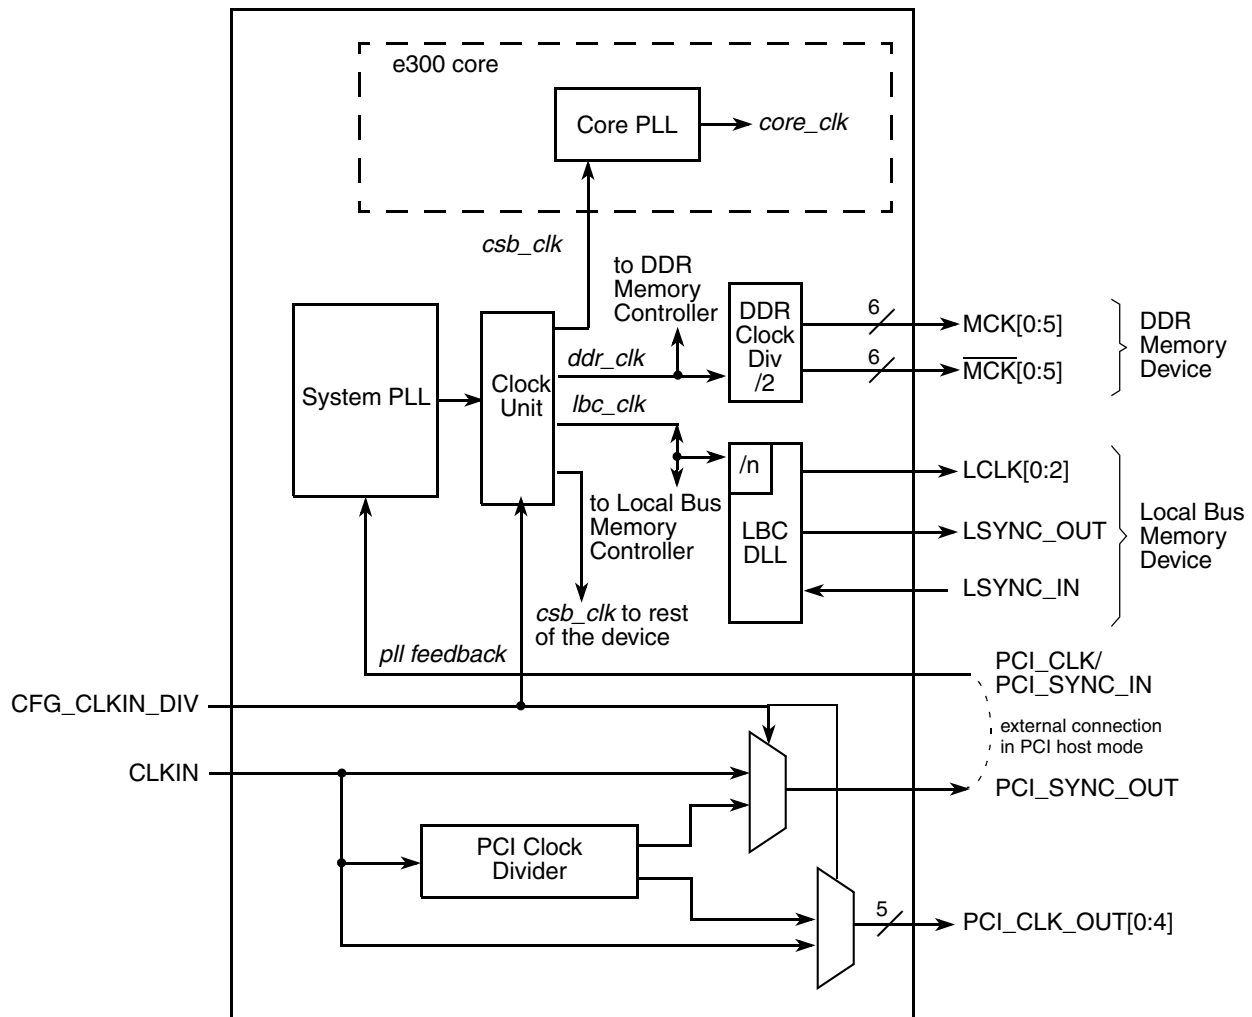 e300 core
Core PLL
core_clk
csb_clk
to DDR
Memory
Controller
DDR
Clock
Div
/2
6
MCK[0:5]
6
M̅C̅K̅[0:5]
DDR
Memory
Device
System PLL
Clock
Unit
ddr_clk
lbc_clk
/n
LBC
DLL
to Local Bus
Memory
Controller
LCLK[0:2]
LSYNC_OUT
LSYNC_IN
Local Bus
Memory
Device
csb_clk to rest
of the device
pll feedback
PCI_CLK/
PCI_SYNC_IN
CFG_CLKIN_DIV
external connection
in PCI host mode
CLKIN
PCI_SYNC_OUT
PCI Clock
Divider
5
PCI_CLK_OUT[0:4]